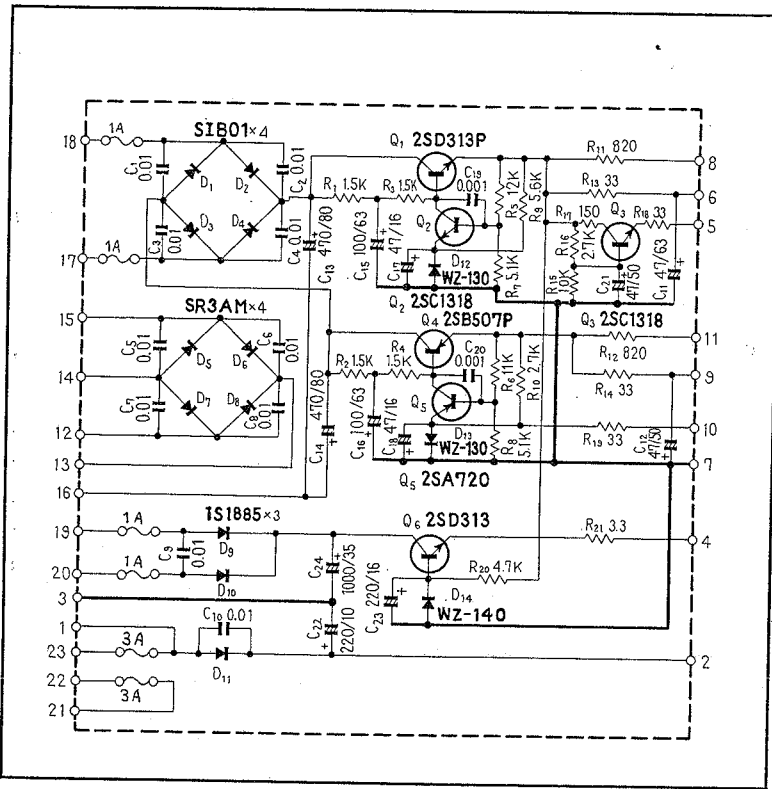 SIB01×4
1A
18
C1 0.01
C2 0.01
D1
D2
D3
D4
C3 0.01
C4 0.01
1A
17
Q1 2SD313P
R1 1.5K
R3 1.5K
C19 0.001
R5 12K
R9 5.6K
Q2
C13 470/80
C15 100/63
C17 47/16
D12
WZ-130
R7 5.1K
Q2 2SC1318
R11 820
8
R13 33
6
R17 150
Q3
R18 33
5
R16 2.7K
R15 10K
C21 47/50
C11 47/63
15
SR3AM×4
C5 0.01
C6 0.01
D5
D6
14
C7 0.01
D7
D8
C8 0.01
12
13
16
Q4 2SB507P
Q3 2SC1318
R2 1.5K
R4 1.5K
C20 0.001
R6 11K
R10 2.7K
Q5
C14 470/80
C16 100/63
C18 47/16
D13
WZ-130
R8 5.1K
Q5 2SA720
11
R12 820
9
R14 33
10
R19 33
C12 47/50
7
1S1885×3
19
1A
C9 0.01
D9
20
1A
D10
3
C24 1000/35
Q6 2SD313
R21 3.3
4
R20 4.7K
C23 220/16
D14
WZ-140
1
C10 0.01
C22 220/10
23
3A
D11
2
22
3A
21